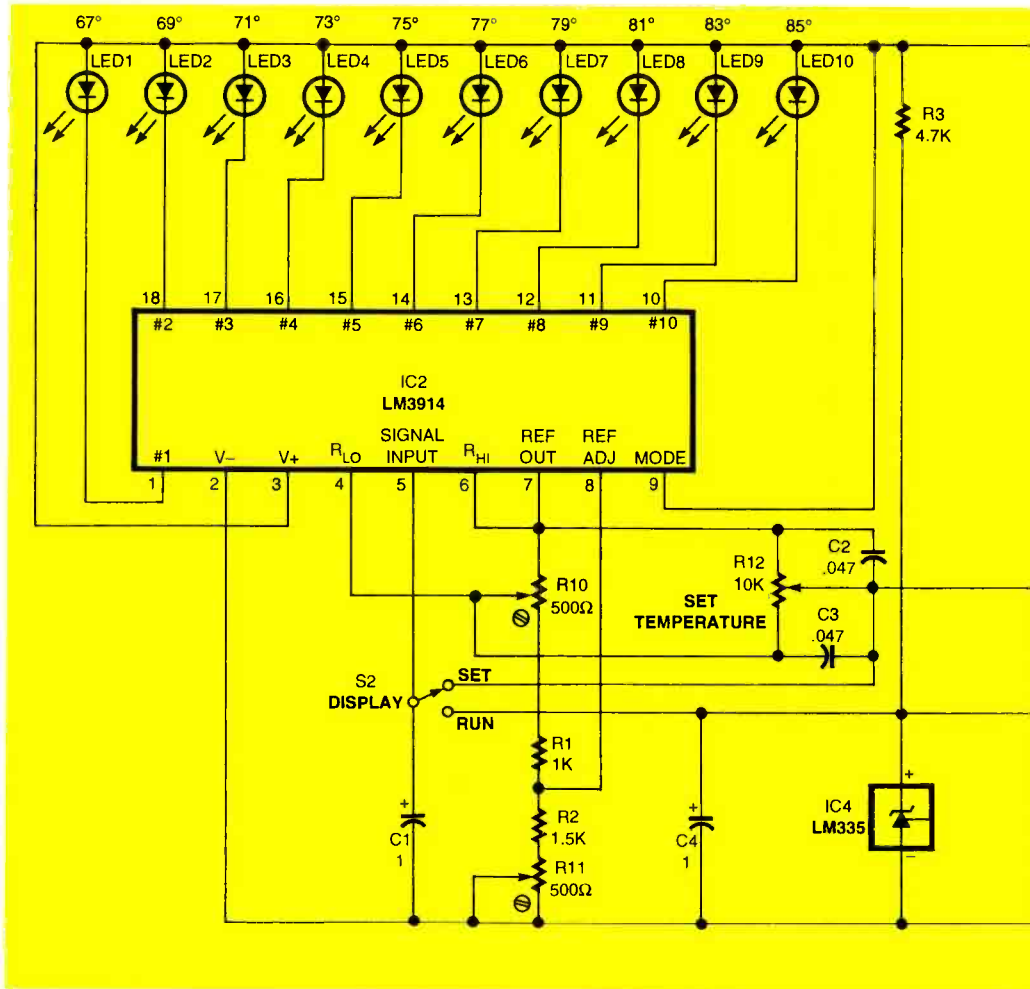 67° 69° 71° 73° 75° 77° 79° 81° 83° 85°
LED1 LED2 LED3 LED4 LED5 LED6 LED7 LED8 LED9 LED10
R3
4.7K
18 17 16 15 14 13 12 11 10
#2 #3 #4 #5 #6 #7 #8 #9 #10
IC2
LM3914
#1 V– V+ RLO SIGNAL INPUT RHI REF OUT REF ADJ MODE
1 2 3 4 5 6 7 8 9
R10
500Ω
R12
10K
C2
.047
SET
TEMPERATURE
C3
.047
S2
DISPLAY
SET
RUN
R1
1K
+
C1
1
R2
1.5K
R11
500Ω
+
C4
1
+
IC4
LM335
–